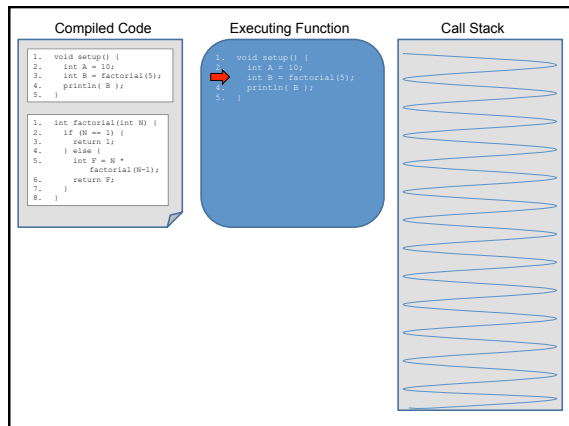 Compiled Code
1. void setup() {
2. int A = 10;
3. int B = factorial(5);
4. println( B );
5. }
1. int factorial(int N) {
2. if (N == 1) {
3. return 1;
4. } else {
5. int F = N *
factorial(N-1);
6. return F;
7. }
8. }
Executing Function
1. void setup() {
2. int A = 10;
3. int B = factorial(5);
4. println( B );
5. }
Call Stack